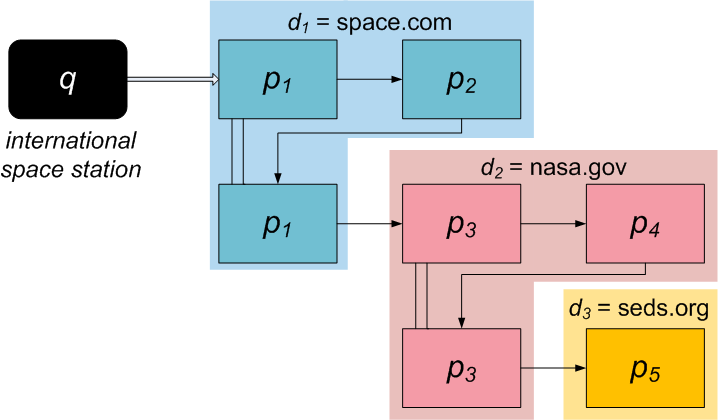 d₁ = space.com
q
p₁
p₂
international
space station
d₂ = nasa.gov
p₁
p₃
p₄
d₃ = seds.org
p₃
p₅